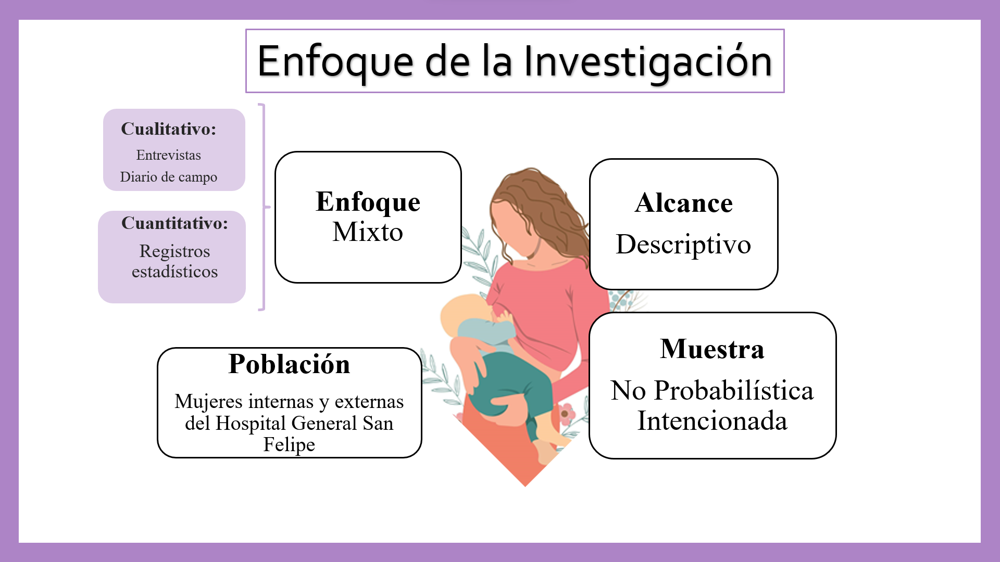 Enfoque de la Investigación
Cualitativo:
Entrevistas
Diario de campo
Cuantitativo:
Registros
estadísticos
Enfoque
Mixto
Alcance
Descriptivo
Población
Mujeres internas y externas
del Hospital General San
Felipe
Muestra
No Probabilística
Intencionada